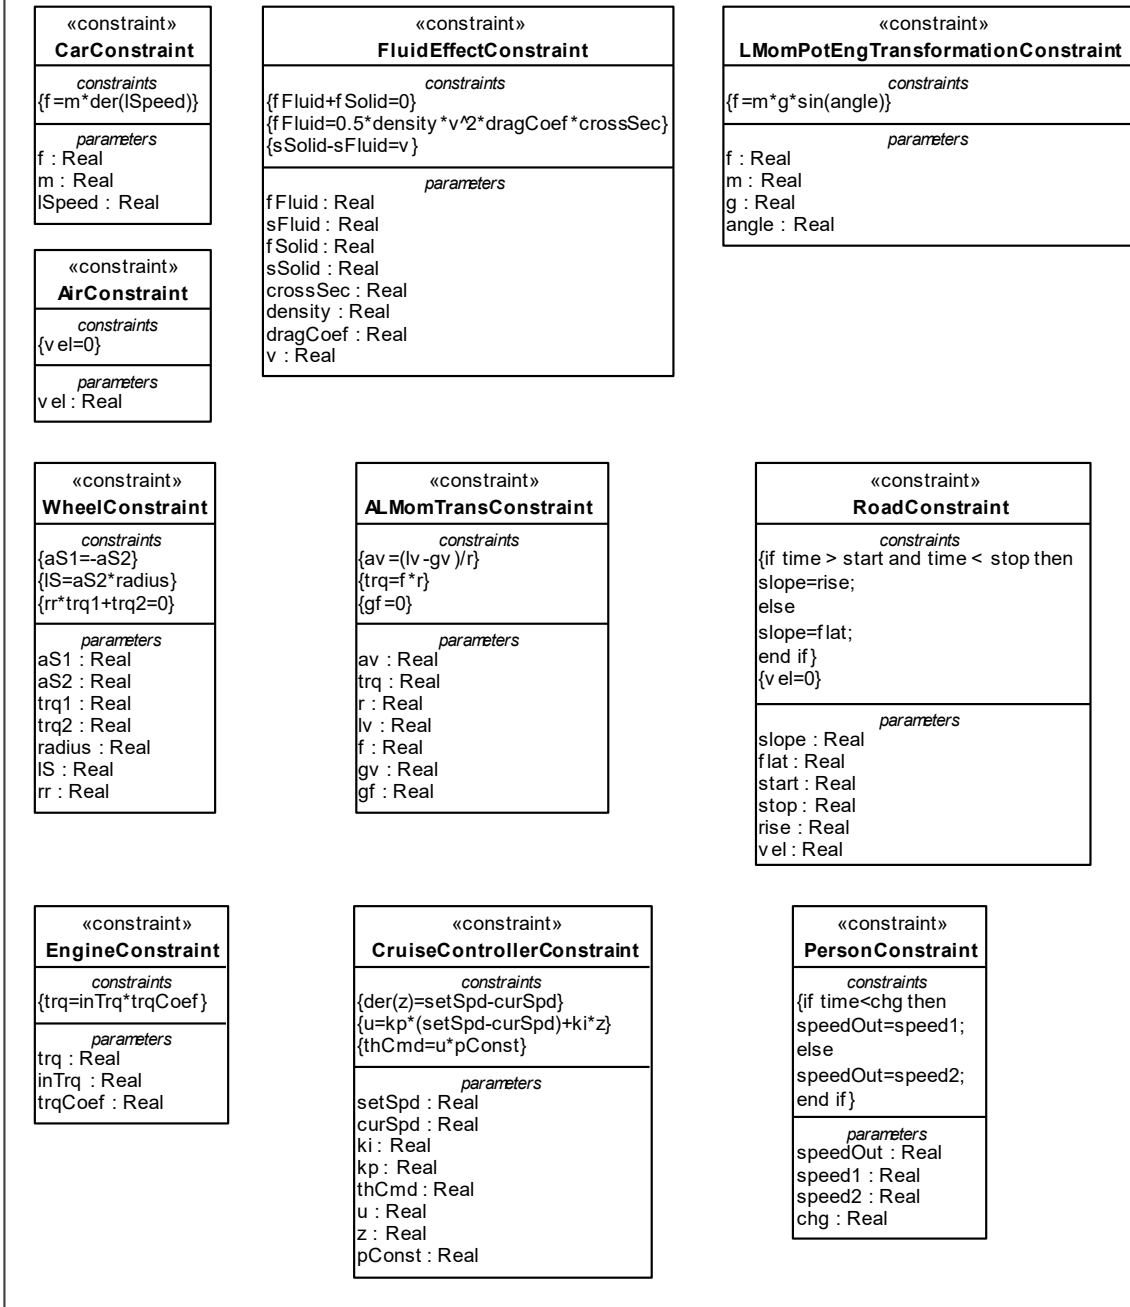 «constraint»
CarConstraint
constraints
{f=m*der(lSpeed)}
parameters
f : Real
m : Real
lSpeed : Real
«constraint»
FluidEffectConstraint
constraints
{fFluid+fSolid=0}
{fFluid=0.5*density*v^2*dragCoef*crossSec}
{sSolid-sFluid=v}
parameters
fFluid : Real
sFluid : Real
fSolid : Real
sSolid : Real
crossSec : Real
density : Real
dragCoef : Real
v : Real
«constraint»
LMomPotEngTransformationConstraint
constraints
{f=m*g*sin(angle)}
parameters
f : Real
m : Real
g : Real
angle : Real
«constraint»
AirConstraint
constraints
{vel=0}
parameters
vel : Real
«constraint»
WheelConstraint
constraints
{aS1=-aS2}
{lS=aS2*radius}
{rr*trq1+trq2=0}
parameters
aS1 : Real
aS2 : Real
trq1 : Real
trq2 : Real
radius : Real
lS : Real
rr : Real
«constraint»
ALMomTransConstraint
constraints
{av=(lv-gv)/r}
{trq=f*r}
{gf=0}
parameters
av : Real
trq : Real
r : Real
lv : Real
f : Real
gv : Real
gf : Real
«constraint»
RoadConstraint
constraints
{if time > start and time < stop then
slope=rise;
else
slope=flat;
end if}
{vel=0}
parameters
slope : Real
flat : Real
start : Real
stop : Real
rise : Real
vel : Real
«constraint»
EngineConstraint
constraints
{trq=inTrq*trqCoef}
parameters
trq : Real
inTrq : Real
trqCoef : Real
«constraint»
CruiseControllerConstraint
constraints
{der(z)=setSpd-curSpd}
{u=kp*(setSpd-curSpd)+ki*z}
{thCmd=u*pConst}
parameters
setSpd : Real
curSpd : Real
ki : Real
kp : Real
thCmd : Real
u : Real
z : Real
pConst : Real
«constraint»
PersonConstraint
constraints
{if time<chg then
speedOut=speed1;
else
speedOut=speed2;
end if}
parameters
speedOut : Real
speed1 : Real
speed2 : Real
chg : Real